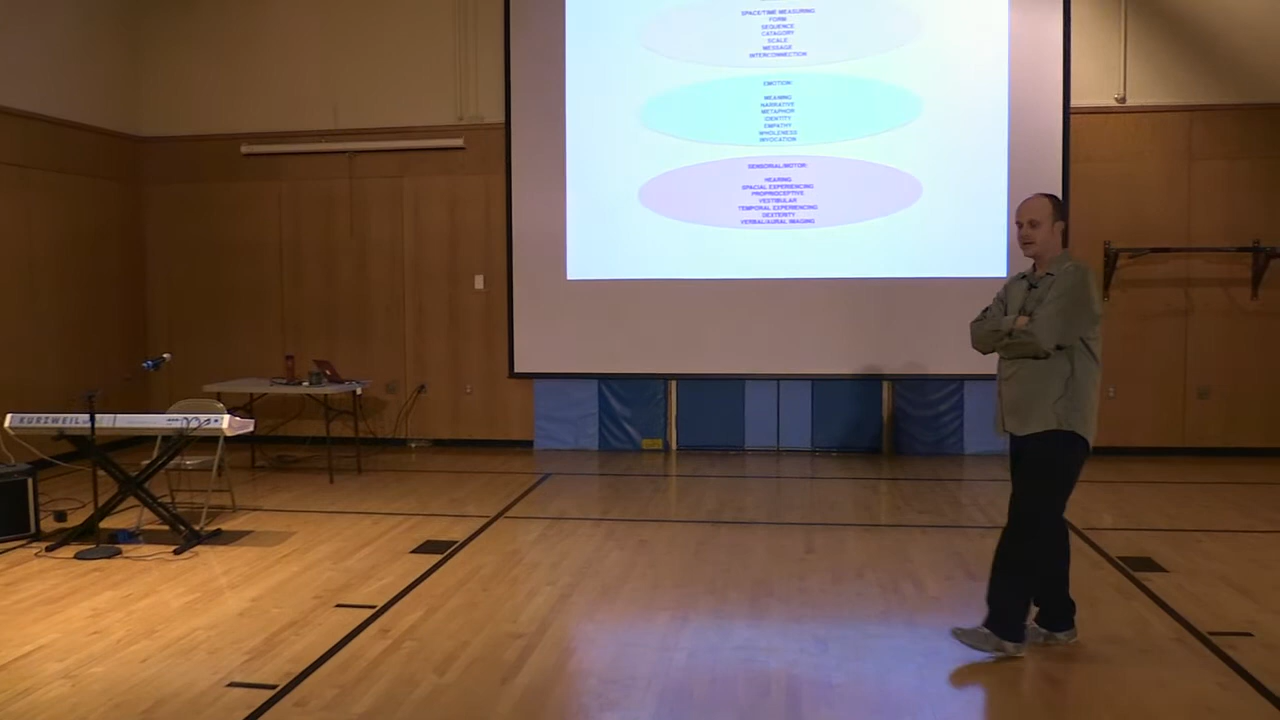 SPACE/TIME MEASURING
FORM
SEQUENCE
CATAGORY
SCALE
MESSAGE
INTERCONNECTION
EMOTION:
MEANING
NARRATIVE
METAPHOR
IDENTITY
EMPATHY
WHOLENESS
INVOCATION
SENSORIAL/MOTOR:
HEARING
SPACIAL EXPERIENCING
PROPRIOCEPTIVE
VESTIBULAR
TEMPORAL EXPERIENCING
DEXTERITY
VERBAL/AURAL IMAGING
KURZWEIL